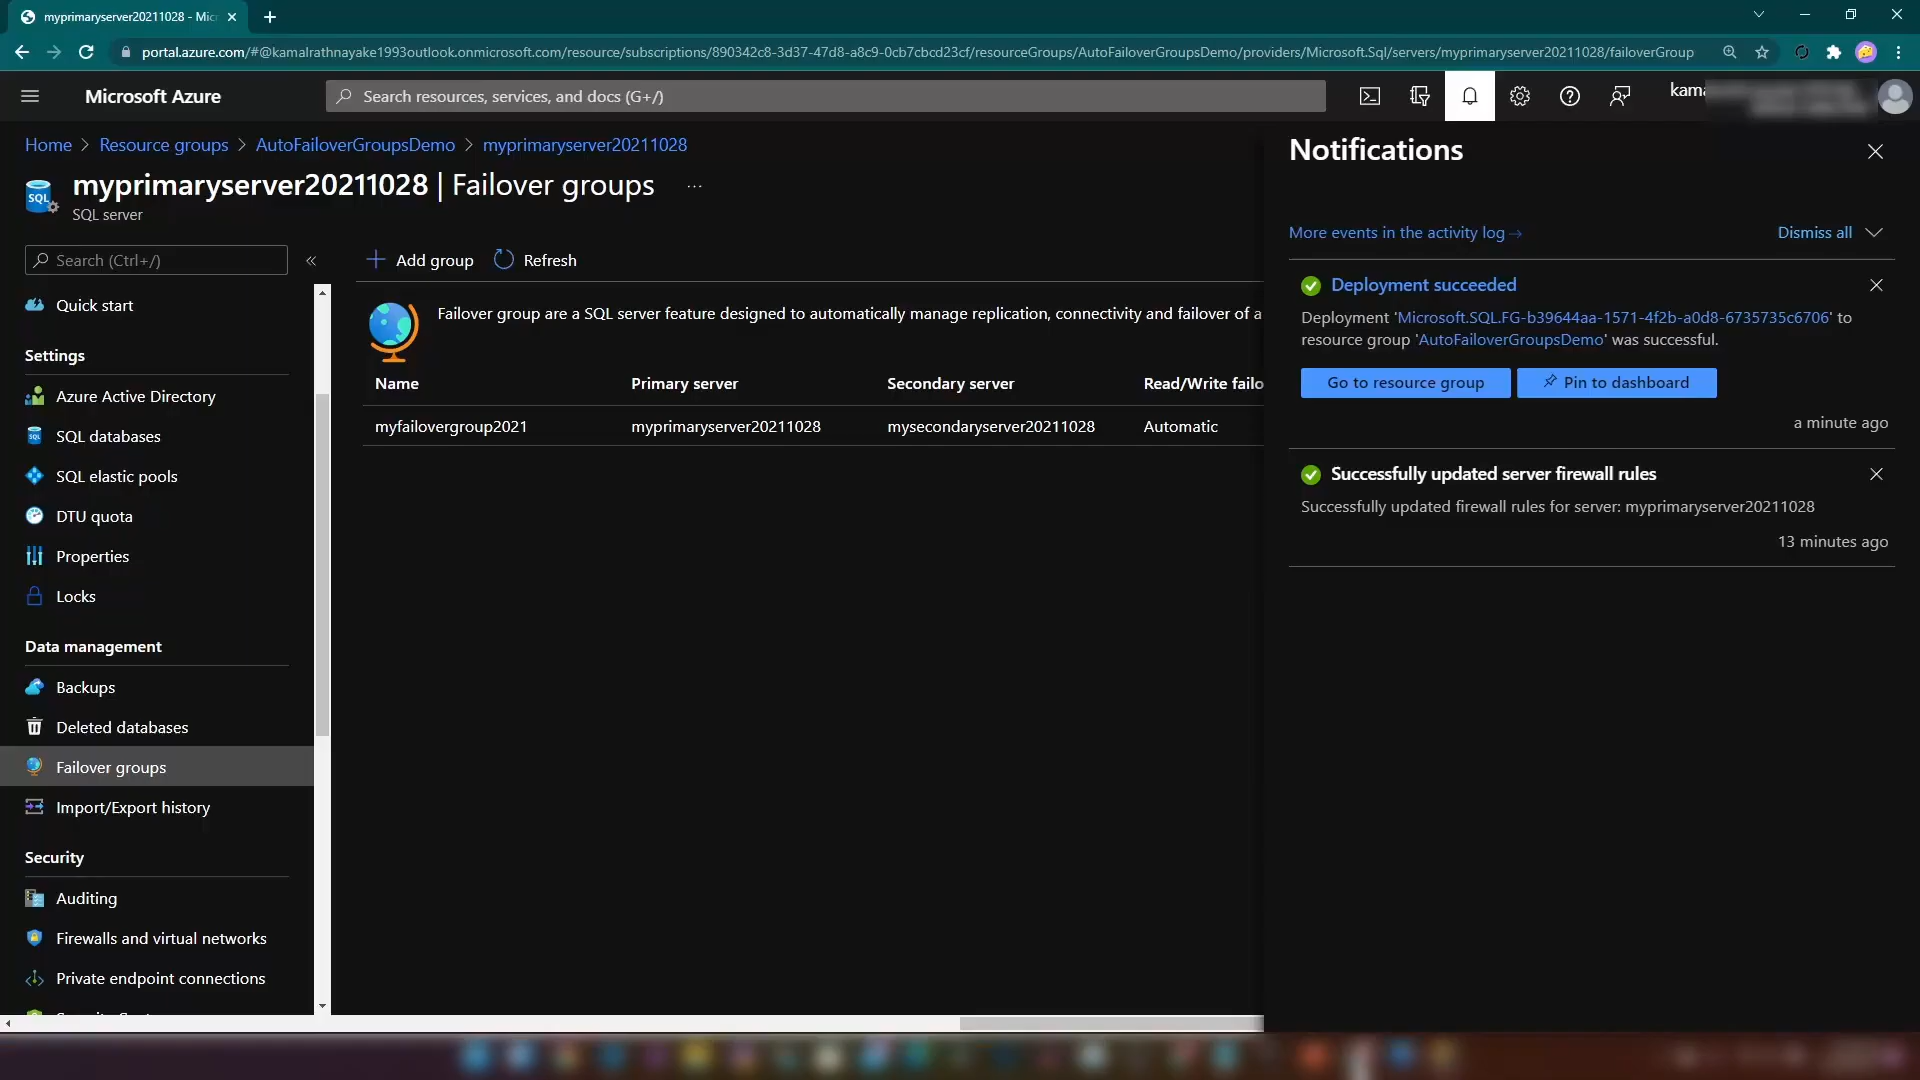 myprimaryserver20211028 - Mic
portal.azure.com/#@kamalrathnayake1993outlook.onmicrosoft.com/resource/subscriptions/890342c8-3d37-47d8-a8c9-0cb7cbcd23cf/resourceGroups/AutoFailoverGroupsDemo/providers/Microsoft.Sql/servers/myprimaryserver20211028/failoverGroup
Microsoft Azure
Search resources, services, and docs (G+/)
kama
Home > Resource groups > AutoFailoverGroupsDemo > myprimaryserver20211028
myprimaryserver20211028 | Failover groups ...
SQL server
Search (Ctrl+/)
«
Quick start
Settings
Azure Active Directory
SQL databases
SQL elastic pools
DTU quota
Properties
Locks
Data management
Backups
Deleted databases
Failover groups
Import/Export history
Security
Auditing
Firewalls and virtual networks
Private endpoint connections
Add group
Refresh
Failover group are a SQL server feature designed to automatically manage replication, connectivity and failover of a
Name Primary server Secondary server Read/Write failo
myfailovergroup2021 myprimaryserver20211028 mysecondaryserver20211028 Automatic
Notifications
More events in the activity log →
Dismiss all
Deployment succeeded
Deployment 'Microsoft.SQL.FG-b39644aa-1571-4f2b-a0d8-6735735c6706' to
resource group 'AutoFailoverGroupsDemo' was successful.
Go to resource group
Pin to dashboard
a minute ago
Successfully updated server firewall rules
Successfully updated firewall rules for server: myprimaryserver20211028
13 minutes ago